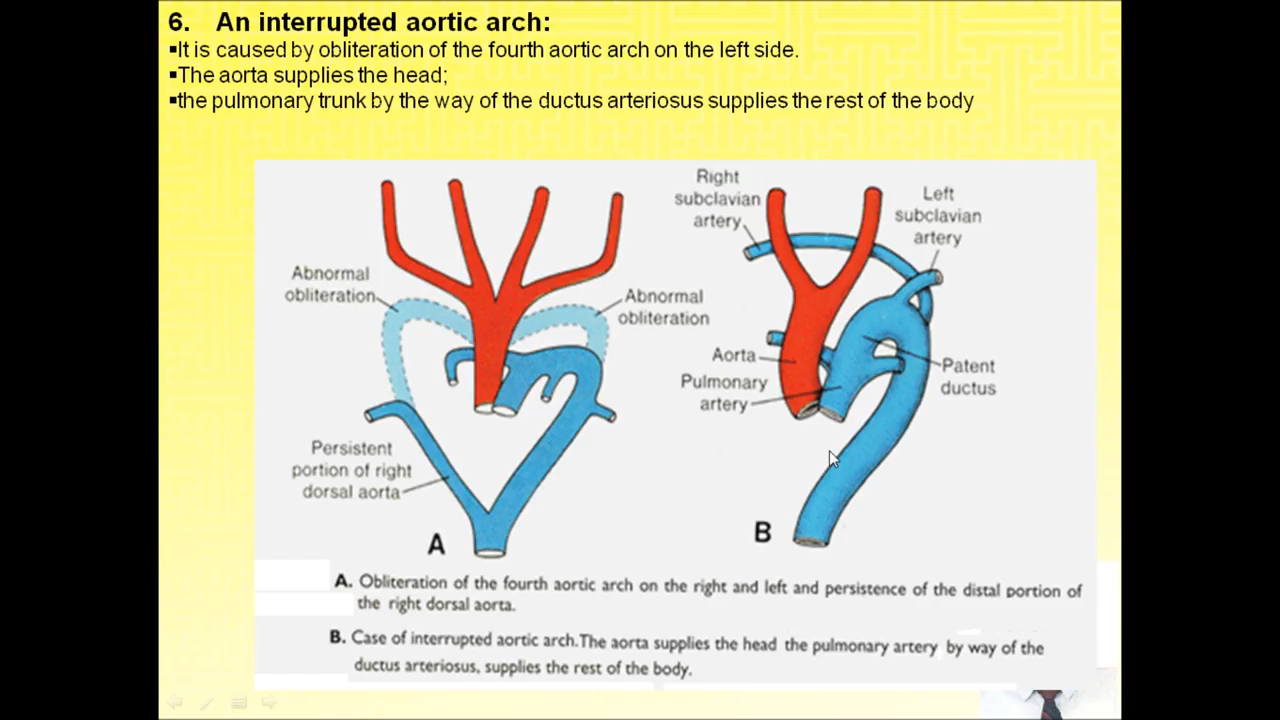 6. An interrupted aortic arch:
▪It is caused by obliteration of the fourth aortic arch on the left side.
▪The aorta supplies the head;
▪the pulmonary trunk by the way of the ductus arteriosus supplies the rest of the body
Abnormal
obliteration
Abnormal
obliteration
Persistent
portion of right
dorsal aorta
A
Right
subclavian
artery
Left
subclavian
artery
Aorta
Pulmonary
artery
Patent
ductus
B
A. Obliteration of the fourth aortic arch on the right and left and persistence of the distal portion of
the right dorsal aorta.
B. Case of interrupted aortic arch.The aorta supplies the head the pulmonary artery by way of the
ductus arteriosus, supplies the rest of the body.